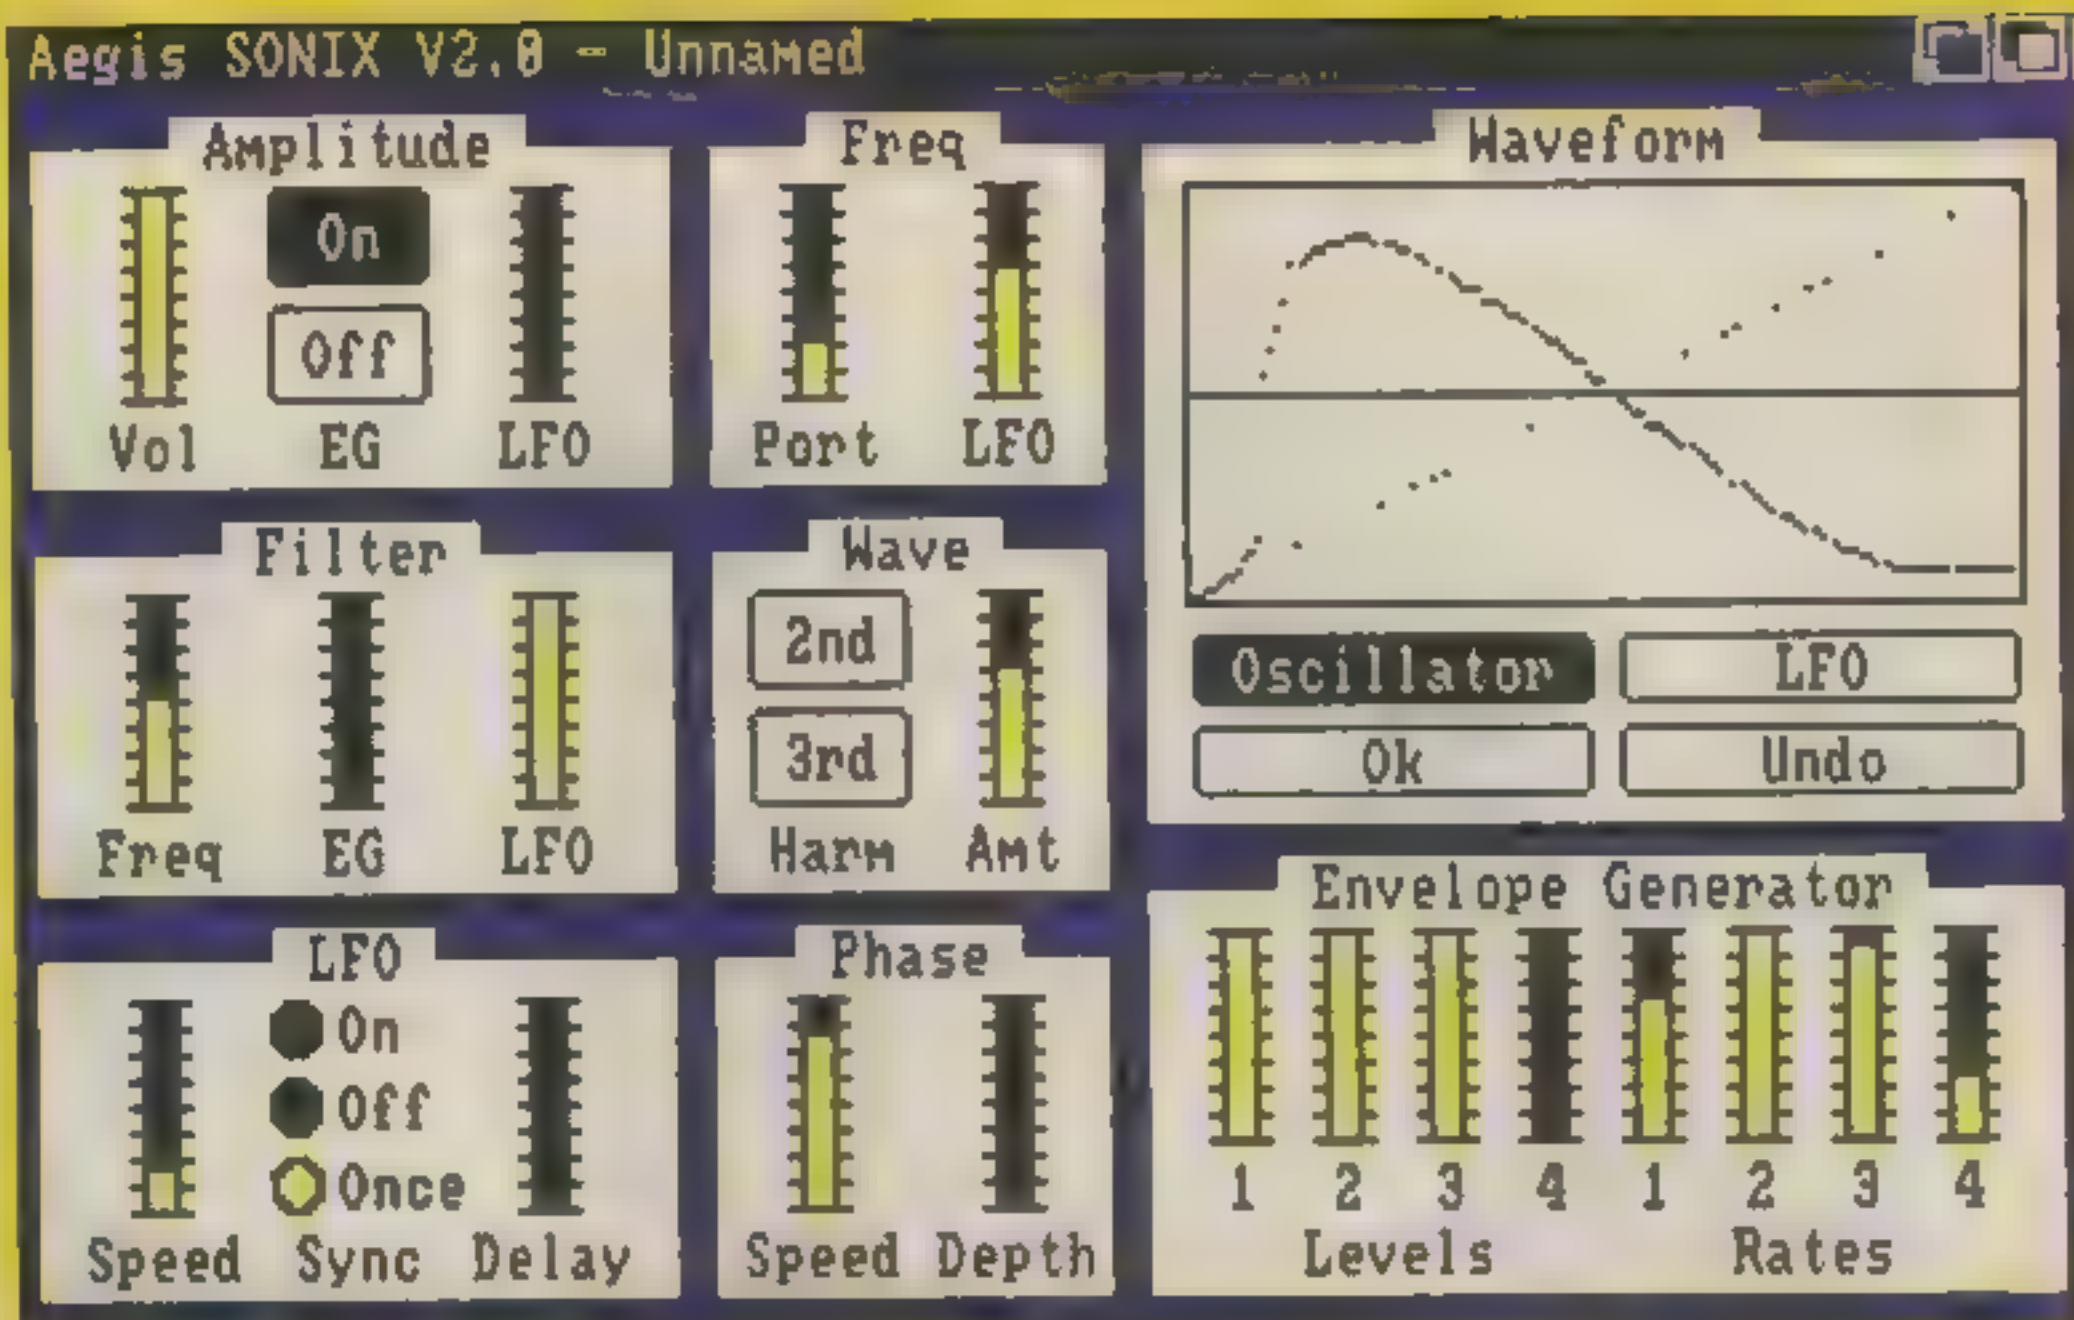 Aegis SONIX V2.0 - Unnamed
Amplitude
On
Off
Vol EG LFO
Freq
Port LFO
Waveform
Oscillator LFO
Ok Undo
Filter
Freq EG LFO
Wave
2nd
3rd
Harm Amt
LFO
On
Off
Once
Speed Sync Delay
Phase
Speed Depth
Envelope Generator
1 2 3 4 1 2 3 4
Levels Rates